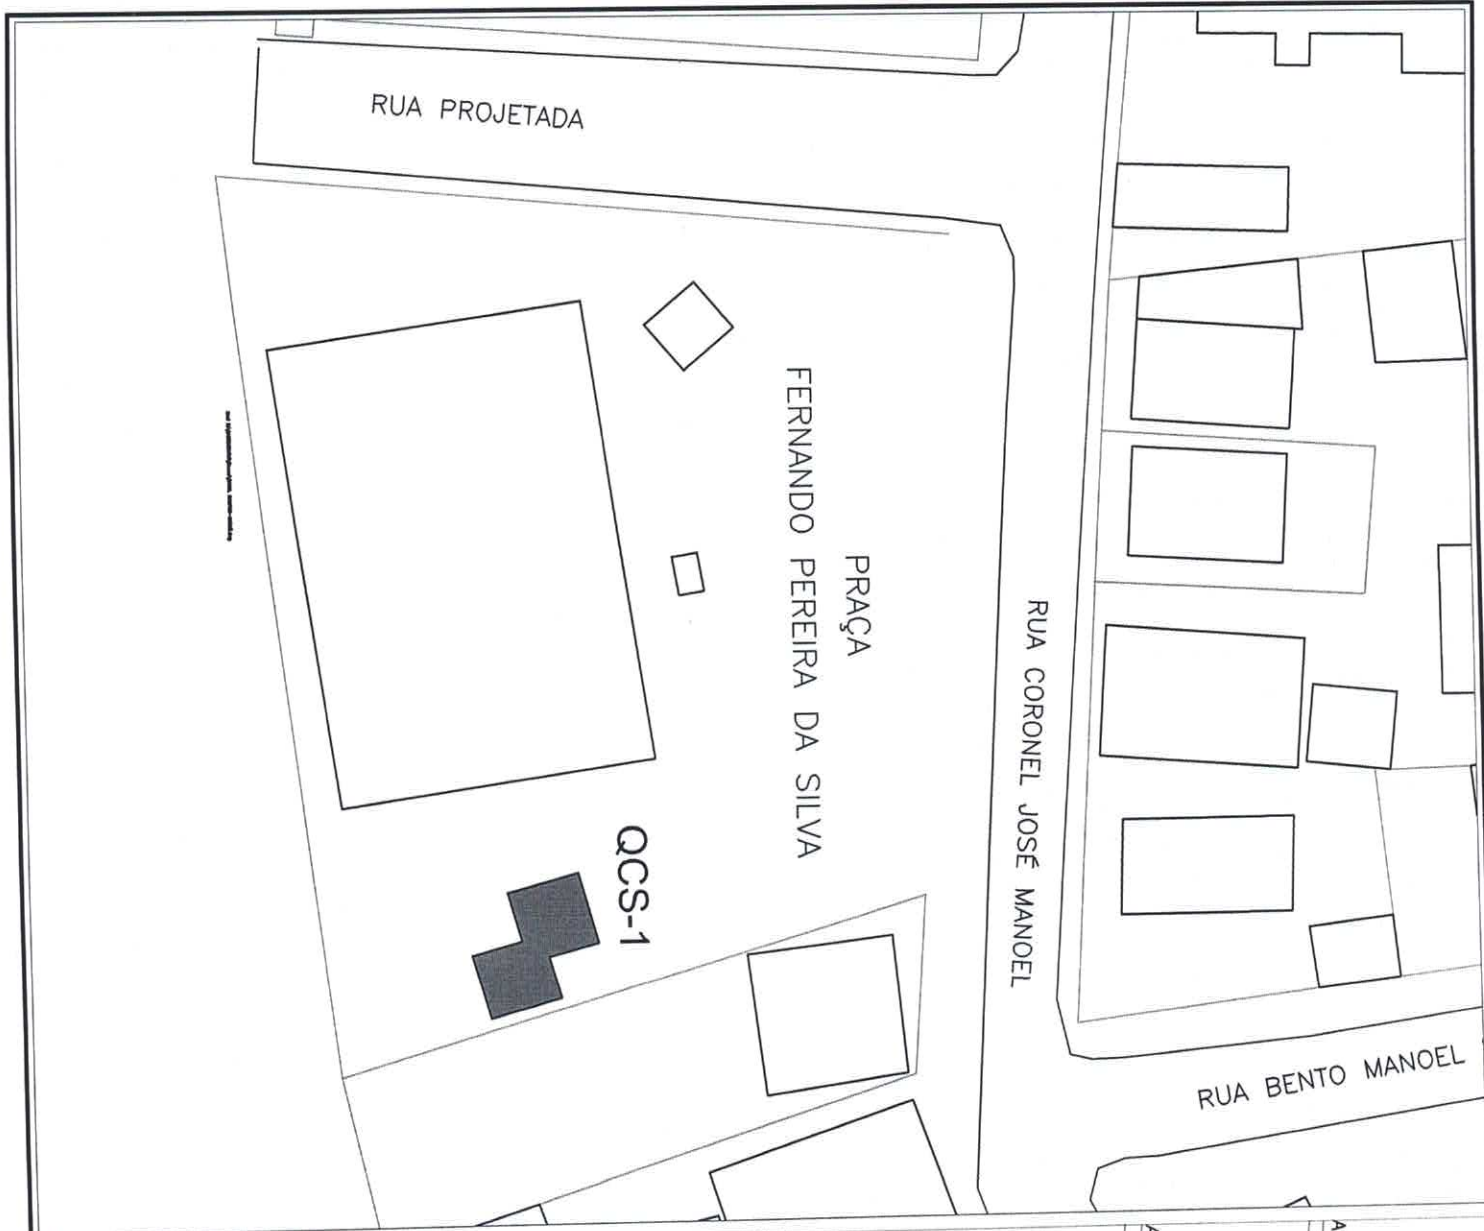 RUA PROJETADA
PRAÇA
FERNANDO PEREIRA DA SILVA
RUA CORONEL JOSÉ MANOEL
QCS-1
RUA BENTO MANOEL